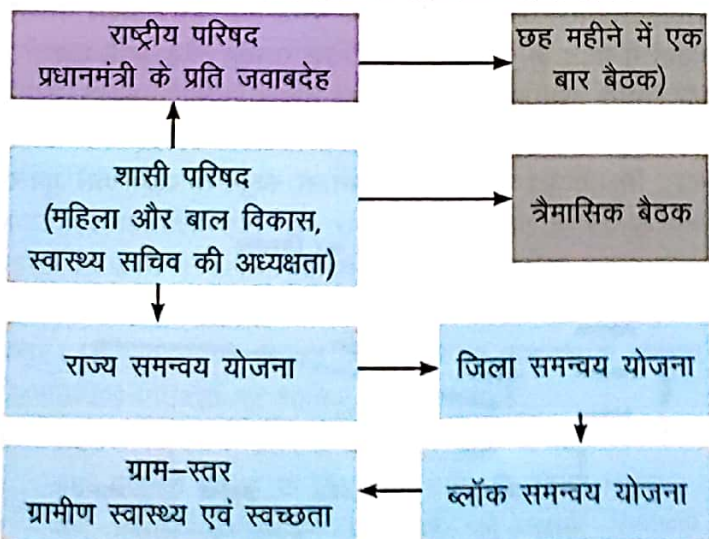 राष्ट्रीय परिषद
प्रधानमंत्री के प्रति जवाबदेह
छह महीने में एक
बार बैठक)
शासी परिषद
(महिला और बाल विकास,
स्वास्थ्य सचिव की अध्यक्षता)
त्रैमासिक बैठक
राज्य समन्वय योजना
जिला समन्वय योजना
ग्राम-स्तर
ग्रामीण स्वास्थ्य एवं स्वच्छता
ब्लॉक समन्वय योजना